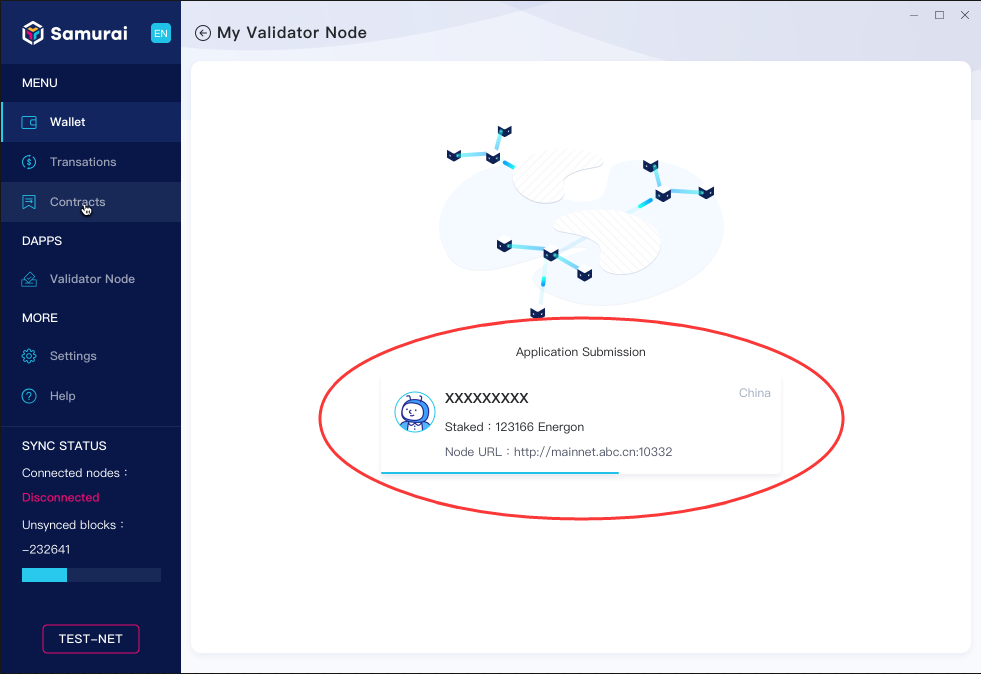 Samurai
EN
MENU
Wallet
Transations
Contracts
DAPPS
Validator Node
MORE
Settings
Help
SYNC STATUS
Connected nodes：
Disconnected
Unsynced blocks：
-232641
TEST-NET
My Validator Node
Application Submission
XXXXXXXXX
China
Staked：123166 Energon
Node URL：http://mainnet.abc.cn:10332